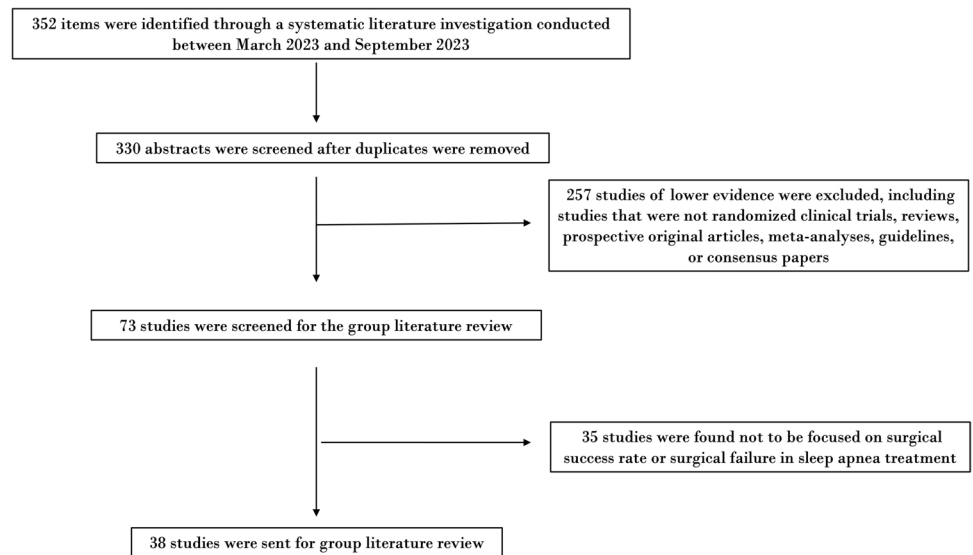 352 items were identified through a systematic literature investigation conducted
between March 2023 and September 2023
330 abstracts were screened after duplicates were removed
257 studies of lower evidence were excluded, including
studies that were not randomized clinical trials, reviews,
prospective original articles, meta-analyses, guidelines,
or consensus papers
73 studies were screened for the group literature review
35 studies were found not to be focused on surgical
success rate or surgical failure in sleep apnea treatment
38 studies were sent for group literature review